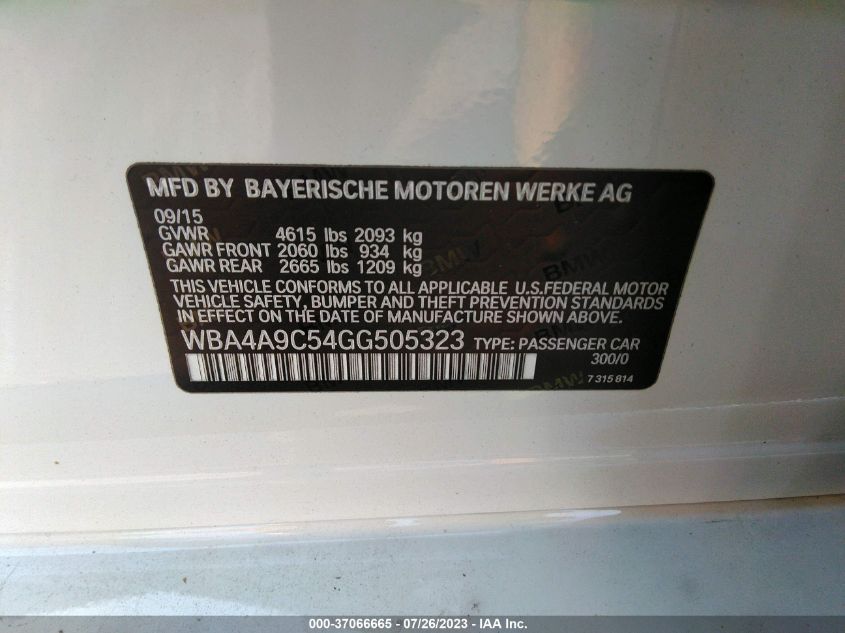 MFD BY BAYERISCHE MOTOREN WERKE AG
09/15
GVWR 4615 lbs 2093 kg
GAWR FRONT 2060 lbs 934 kg
GAWR REAR 2665 lbs 1209 kg
THIS VEHICLE CONFORMS TO ALL APPLICABLE U.S.FEDERAL MOTOR
VEHICLE SAFETY, BUMPER AND THEFT PREVENTION STANDARDS
IN EFFECT ON THE DATE OF MANUFACTURE SHOWN ABOVE.
WBA4A9C54GG505323 TYPE: PASSENGER CAR
300/0
7 315 814
000-37066665 - 07/26/2023 - IAA Inc.